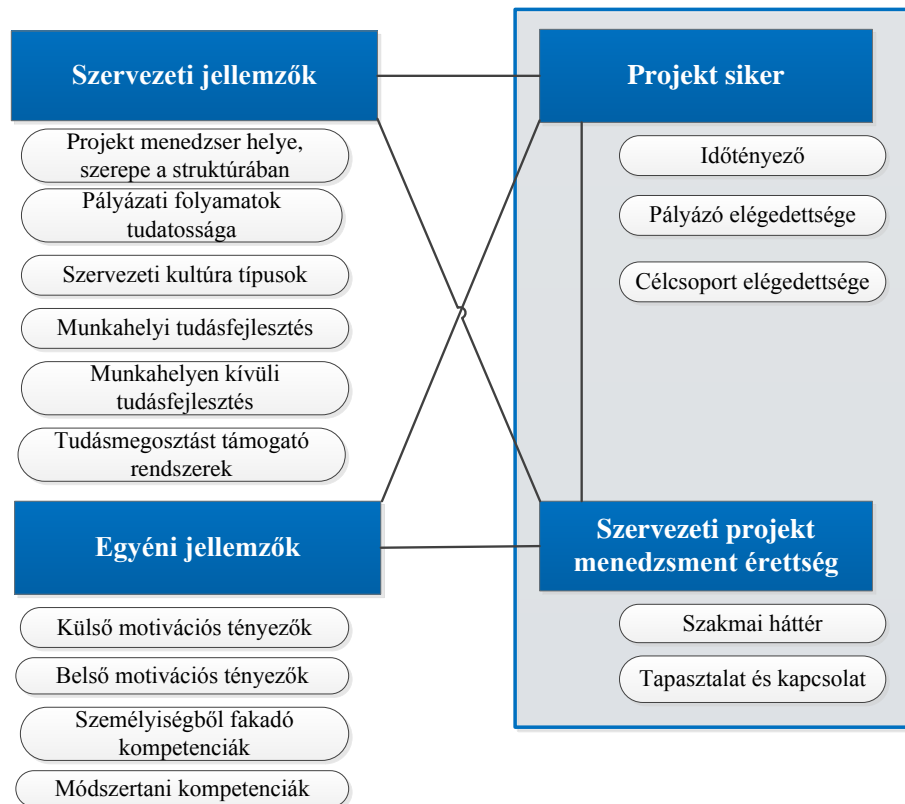 Szervezeti jellemzők
Projekt menedzser helye,
szerepe a struktúrában
Pályázati folyamatok
tudatossága
Szervezeti kultúra típusok
Munkahelyi tudásfejlesztés
Munkahelyen kívüli
tudásfejlesztés
Tudásmegosztást támogató
rendszerek
Egyéni jellemzők
Külső motivációs tényezők
Belső motivációs tényezők
Személyiségből fakadó
kompetenciák
Módszertani kompetenciák
Projekt siker
Időtényező
Pályázó elégedettsége
Célcsoport elégedettsége
Szervezeti projekt
menedzsment érettség
Szakmai háttér
Tapasztalat és kapcsolat